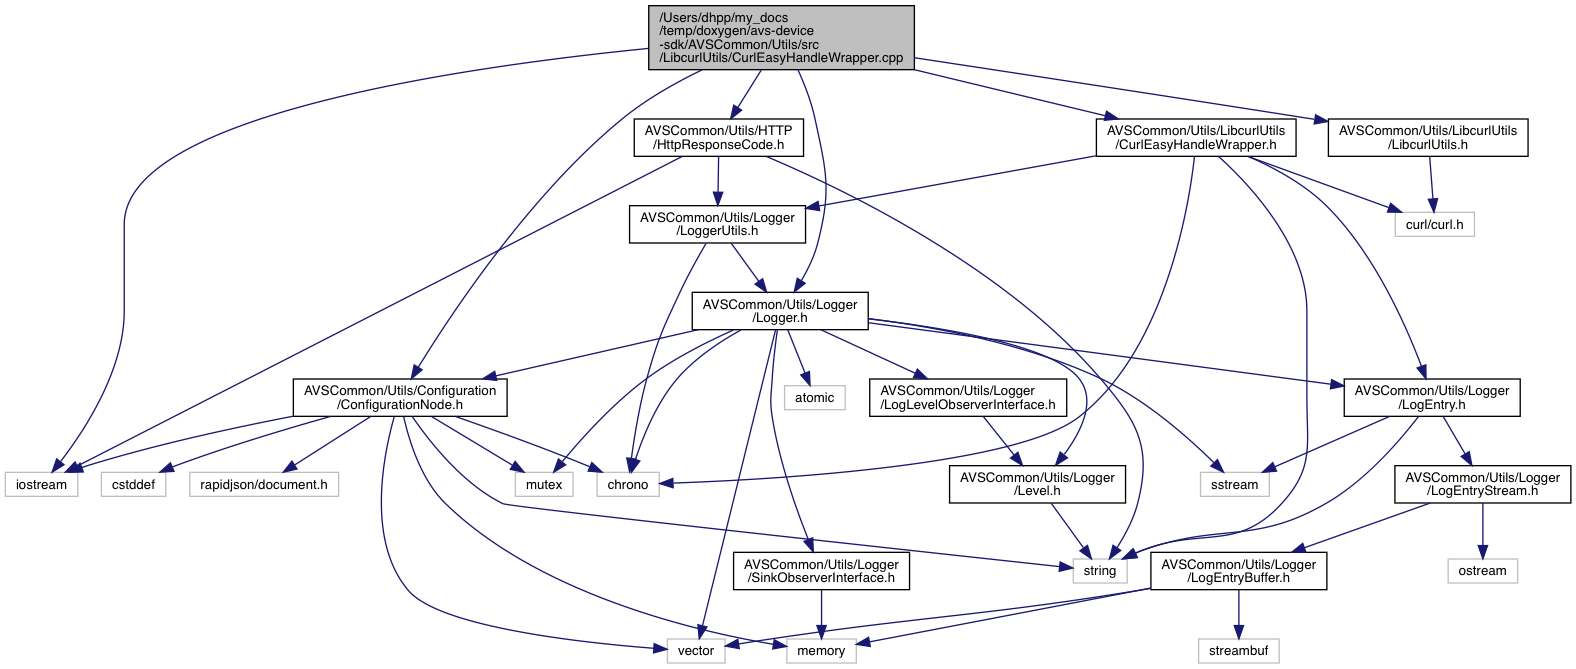 /Users/dhpp/my_docs
/temp/doxygen/avs-device
-sdk/AVSCommon/Utils/src
/LibcurlUtils/CurlEasyHandleWrapper.cpp
AVSCommon/Utils/HTTP
/HttpResponseCode.h
AVSCommon/Utils/LibcurlUtils
/CurlEasyHandleWrapper.h
AVSCommon/Utils/LibcurlUtils
/LibcurlUtils.h
AVSCommon/Utils/Logger
/LoggerUtils.h
curl/curl.h
AVSCommon/Utils/Logger
/Logger.h
AVSCommon/Utils/Configuration
/ConfigurationNode.h
atomic
AVSCommon/Utils/Logger
/LogLevelObserverInterface.h
AVSCommon/Utils/Logger
/LogEntry.h
iostream
cstddef
rapidjson/document.h
mutex
chrono
AVSCommon/Utils/Logger
/Level.h
sstream
AVSCommon/Utils/Logger
/LogEntryStream.h
AVSCommon/Utils/Logger
/SinkObserverInterface.h
string
AVSCommon/Utils/Logger
/LogEntryBuffer.h
ostream
vector
memory
streambuf